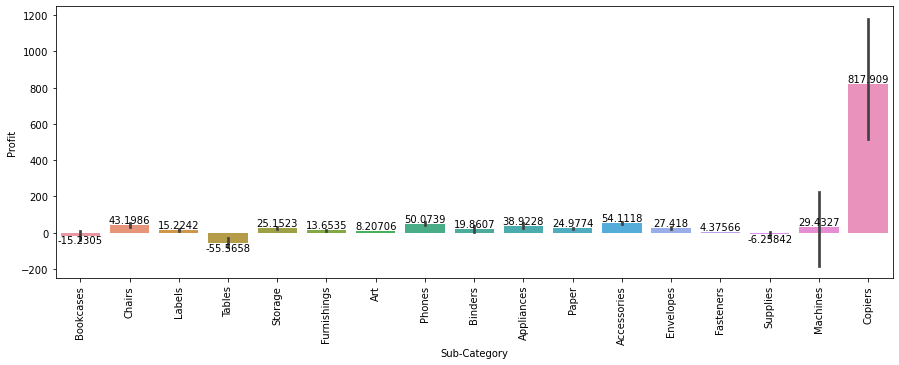 1200
1000
800
600
400
200
0
−200
Profit
-15.2305
43.1986
15.2242
-55.5658
25.1523
13.6535
8.20706
50.0739
19.8607
38.9228
24.9774
54.1118
27.418
4.37566
-6.25842
29.4327
817.909
Bookcases
Chairs
Labels
Tables
Storage
Furnishings
Art
Phones
Binders
Appliances
Paper
Accessories
Envelopes
Fasteners
Supplies
Machines
Copiers
Sub-Category